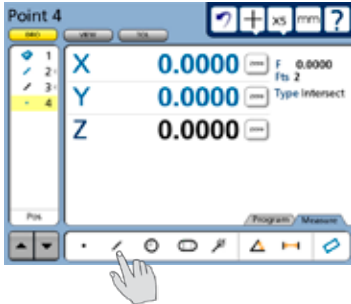 Point 4
xs mm ?
DRO VIEW TOL
1
2
3
4
X 0.0000
Y 0.0000
Z 0.0000
F 0.0000
Pts 2
Type Intersect
Pos
Program Measure